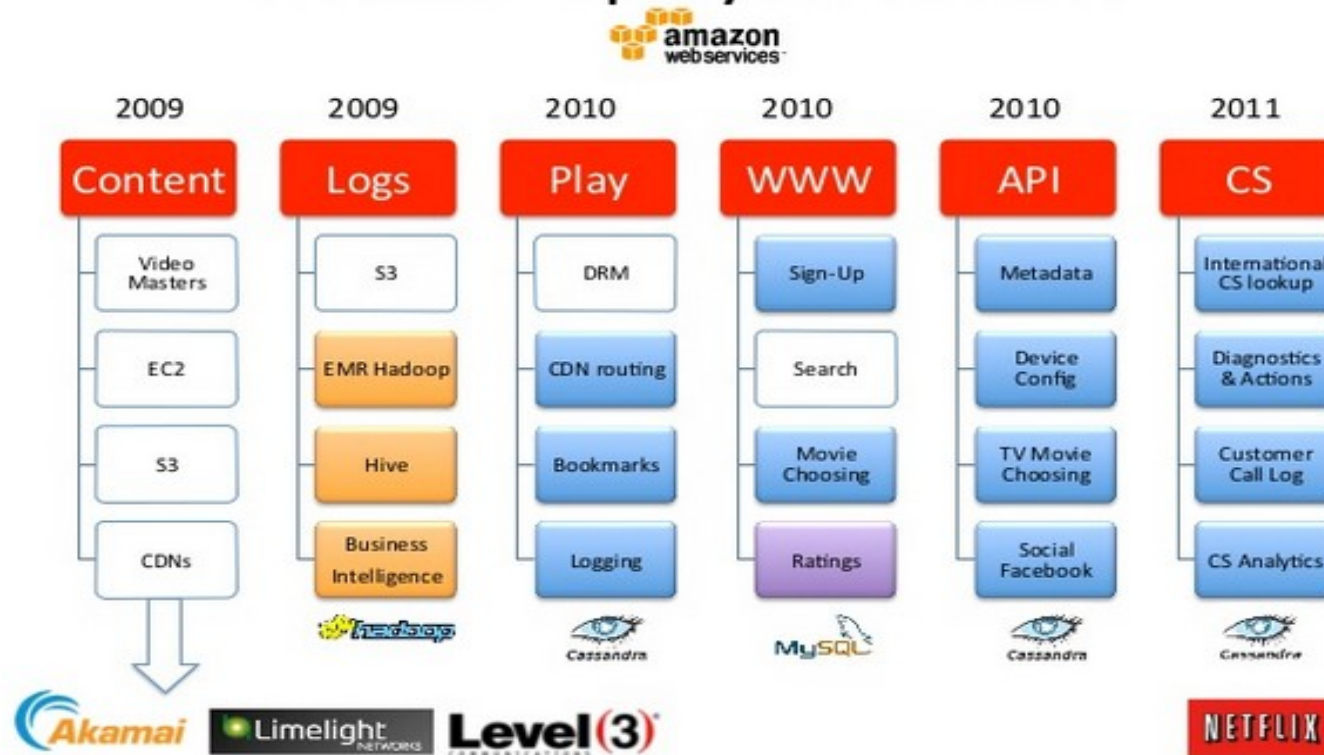 amazon
webservices
2009
2009
2010
2010
2010
2011
Content
Logs
Play
WWW
API
CS
Video
Masters
EC2
S3
CDNs
S3
EMR Hadoop
Hive
Business
Intelligence
hadoop
DRM
CDN routing
Bookmarks
Logging
Cassandra
Sign-Up
Search
Movie
Choosing
Ratings
MySQL
Metadata
Device
Config
TV Movie
Choosing
Social
Facebook
Cassandra
International
CS lookup
Diagnostics
& Actions
Customer
Call Log
CS Analytics
Cassandra
Akamai
Limelight
NETWORKS
Level(3)
COMMUNICATIONS
NETFLIX